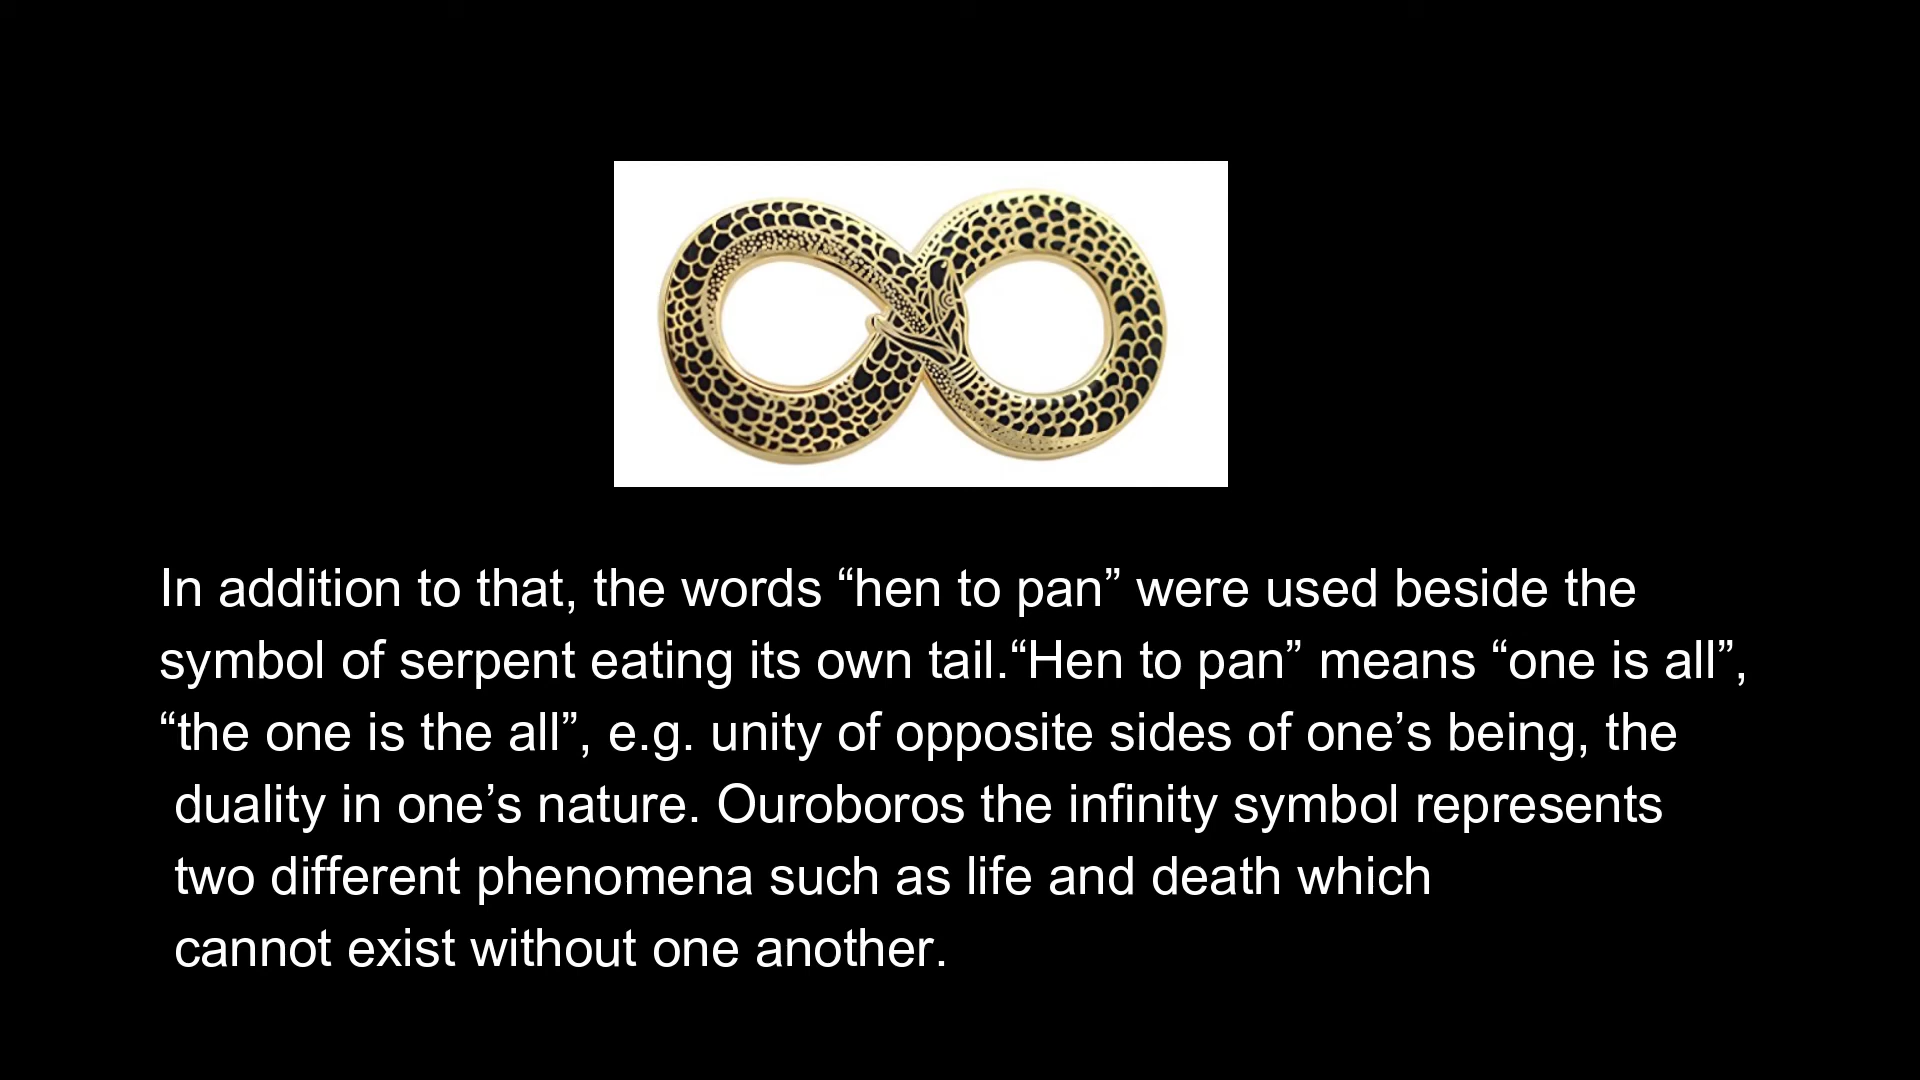 In addition to that, the words “hen to pan” were used beside the
symbol of serpent eating its own tail.“Hen to pan” means “one is all”,
“the one is the all”, e.g. unity of opposite sides of one’s being, the
duality in one’s nature. Ouroboros the infinity symbol represents
two different phenomena such as life and death which
cannot exist without one another.